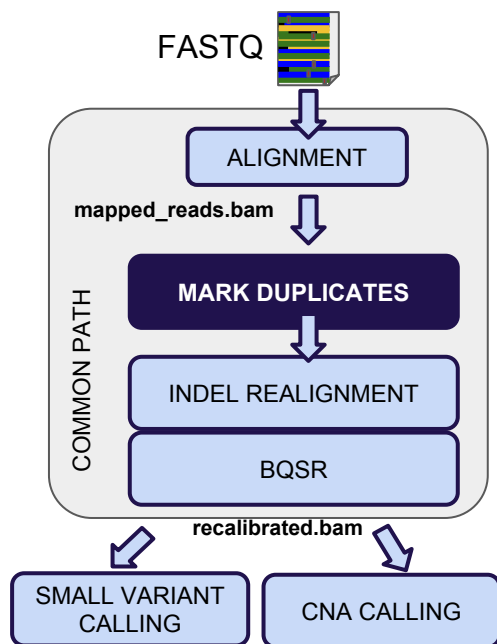 FASTQ
ALIGNMENT
mapped_reads.bam
MARK DUPLICATES
COMMON PATH
INDEL REALIGNMENT
BQSR
recalibrated.bam
SMALL VARIANT
CALLING
CNA CALLING